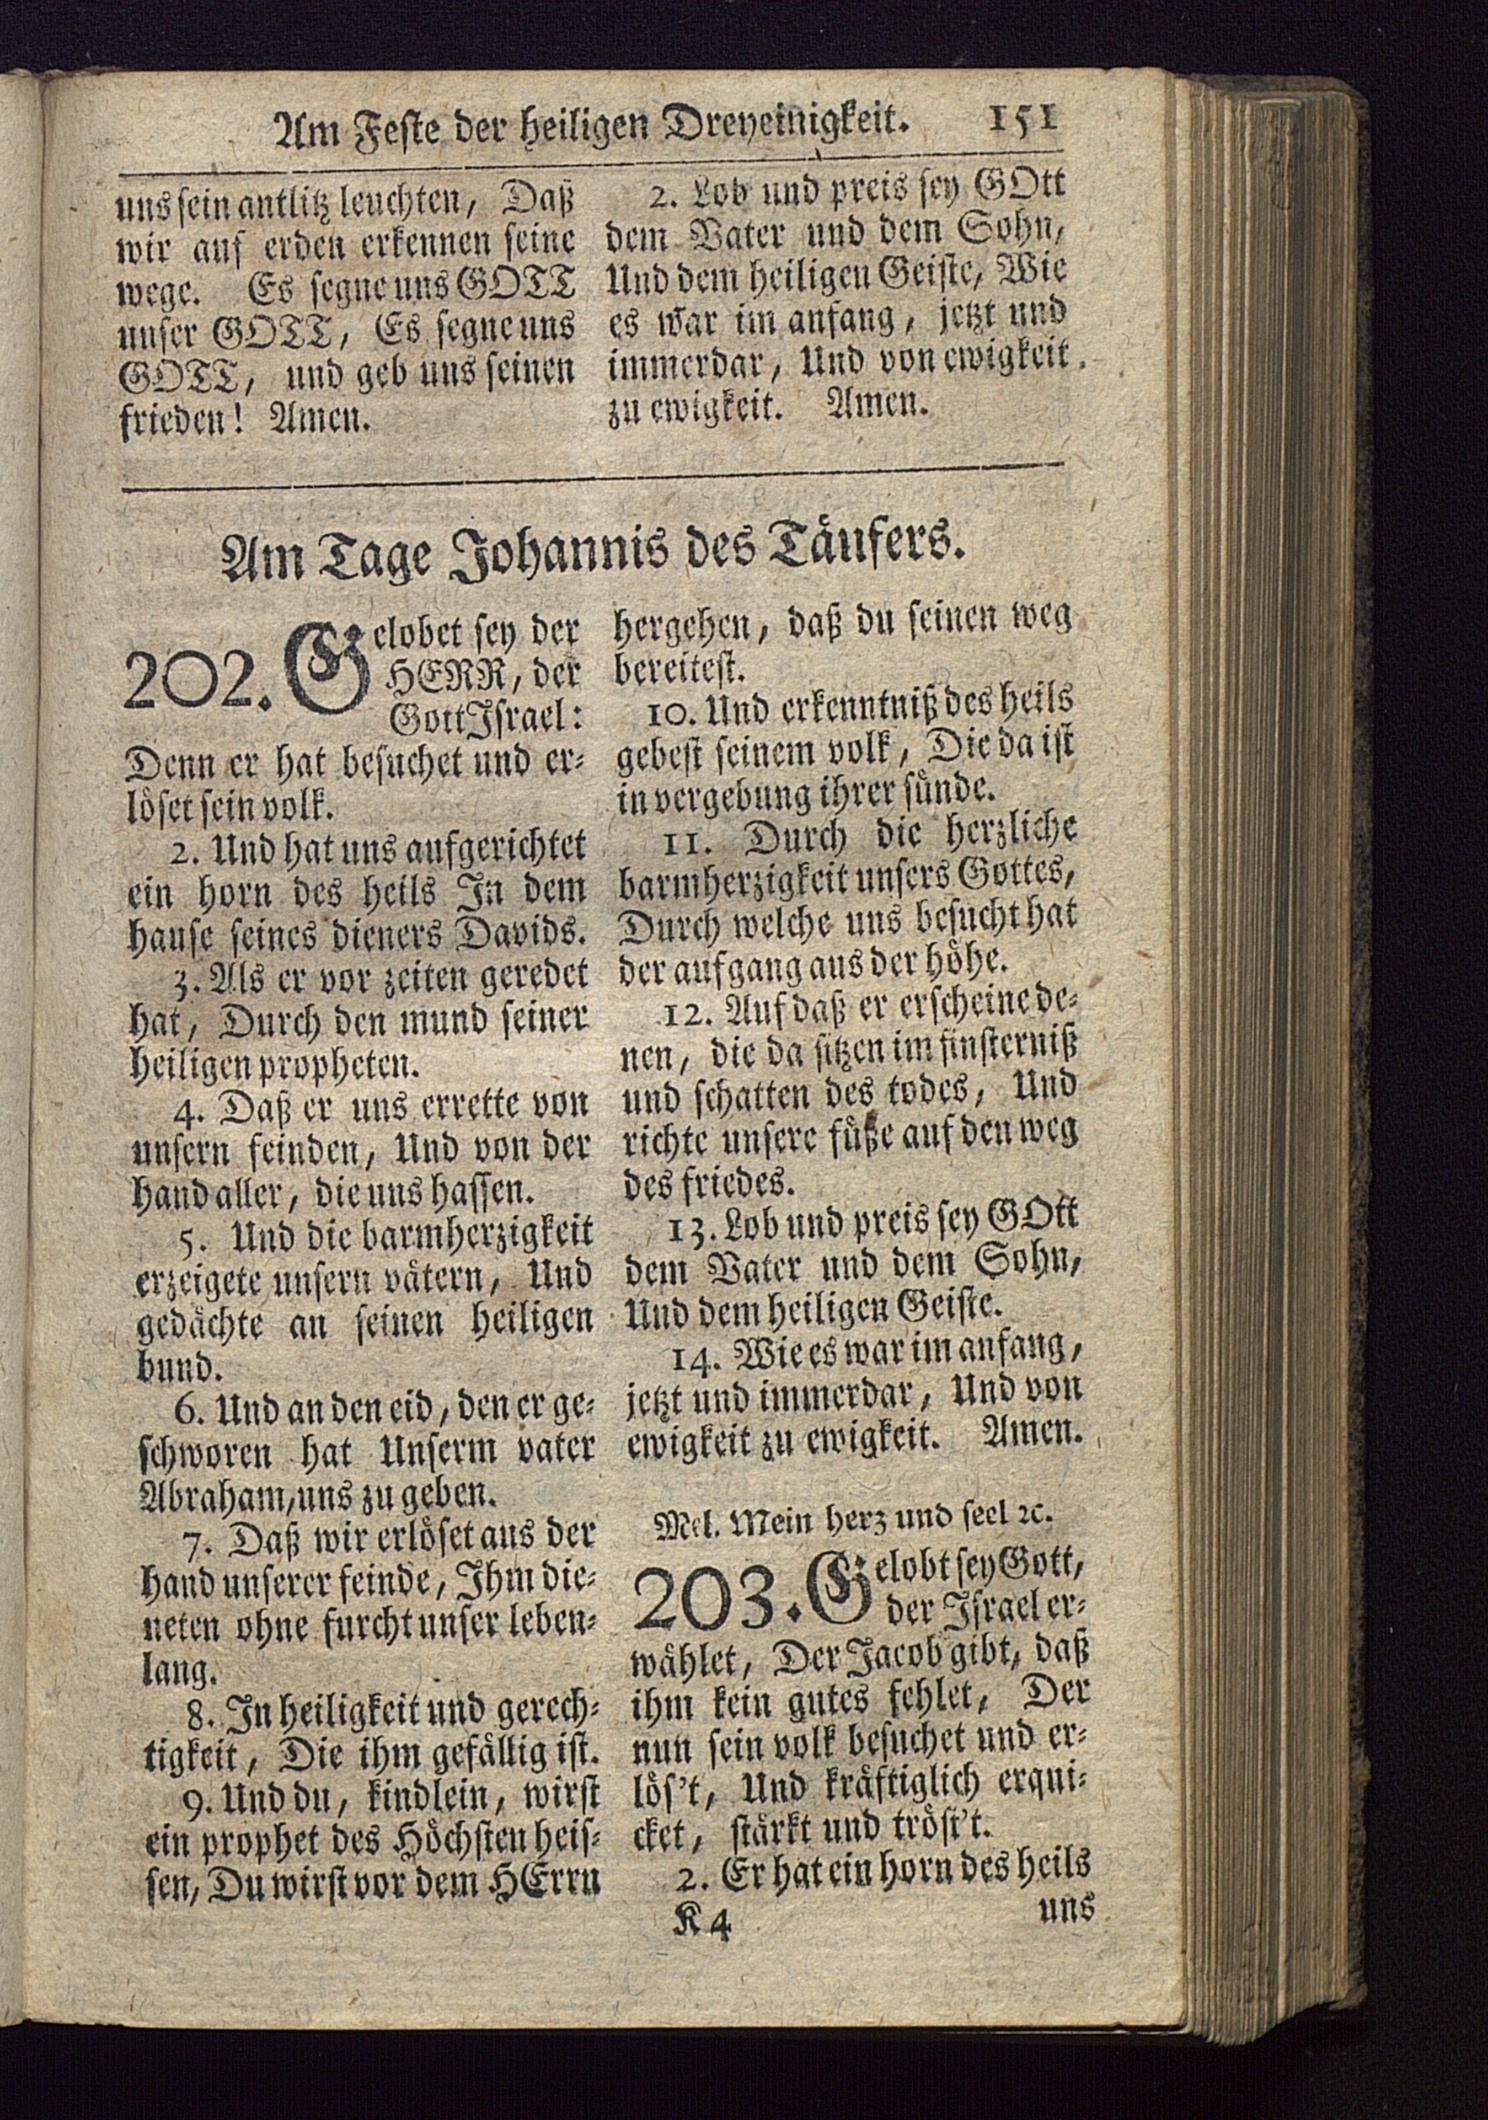 Am Feste der heiligen Dreyeinigkeit. 151
uns sein antlitz leuchten, Daß
wir auf erden erkennen seine
wege. Es segne uns GOTT
unser GOTT, Es segne uns
GOTT, und geb uns seinen
frieden! Amen.
2. Lob und preis sey GOtt
dem Vater und dem Sohn,
Und dem heiligen Geiste, Wie
es war im anfang, jetzt und
immerdar, Und von ewigkeit
zu ewigkeit. Amen.
Am Tage Johannis des Täufers.
202. Gelobet sey der
HERR, der
Gott Israel:
Denn er hat besuchet und er-
löset sein volk.
2. Und hat uns aufgerichtet
ein horn des heils In dem
hause seines dieners Davids.
3. Als er vor zeiten geredet
hat, Durch den mund seiner
heiligen propheten.
4. Daß er uns errette von
unsern feinden, Und von der
hand aller, die uns hassen.
5. Und die barmherzigkeit
erzeigete unsern vätern, Und
gedächte an seinen heiligen
bund.
6. Und an den eid, den er ge-
schworen hat Unserm vater
Abraham, uns zu geben.
7. Daß wir erlöset aus der
hand unserer feinde, Ihm die-
neten ohne furcht unser leben-
lang.
8. In heiligkeit und gerech-
tigkeit, Die ihm gefällig ist.
9. Und du, kindlein, wirst
ein prophet des Höchsten heis-
sen, Du wirst vor dem HErrn
hergehen, daß du seinen weg
bereitest.
10. Und erkenntniß des heils
gebest seinem volk, Die da ist
in vergebung ihrer sünde.
11. Durch die herzliche
barmherzigkeit unsers Gottes,
Durch welche uns besucht hat
der aufgang aus der höhe.
12. Auf daß er erscheine de-
nen, die da sitzen im finsterniß
und schatten des todes, Und
richte unsere füße auf den weg
des friedes.
13. Lob und preis sey GOtt
dem Vater und dem Sohn,
Und dem heiligen Geiste.
14. Wie es war im anfang,
jetzt und immerdar, Und von
ewigkeit zu ewigkeit. Amen.
Mel. Mein herz und seel ꝛc.
203. Gelobt sey Gott,
der Israel er-
wählet, Der Jacob gibt, daß
ihm kein gutes fehlet, Der
nun sein volk besuchet und er-
lös't, Und kräftiglich erqui-
cket, stärkt und tröst't.
2. Er hat ein horn des heils
K 4 uns